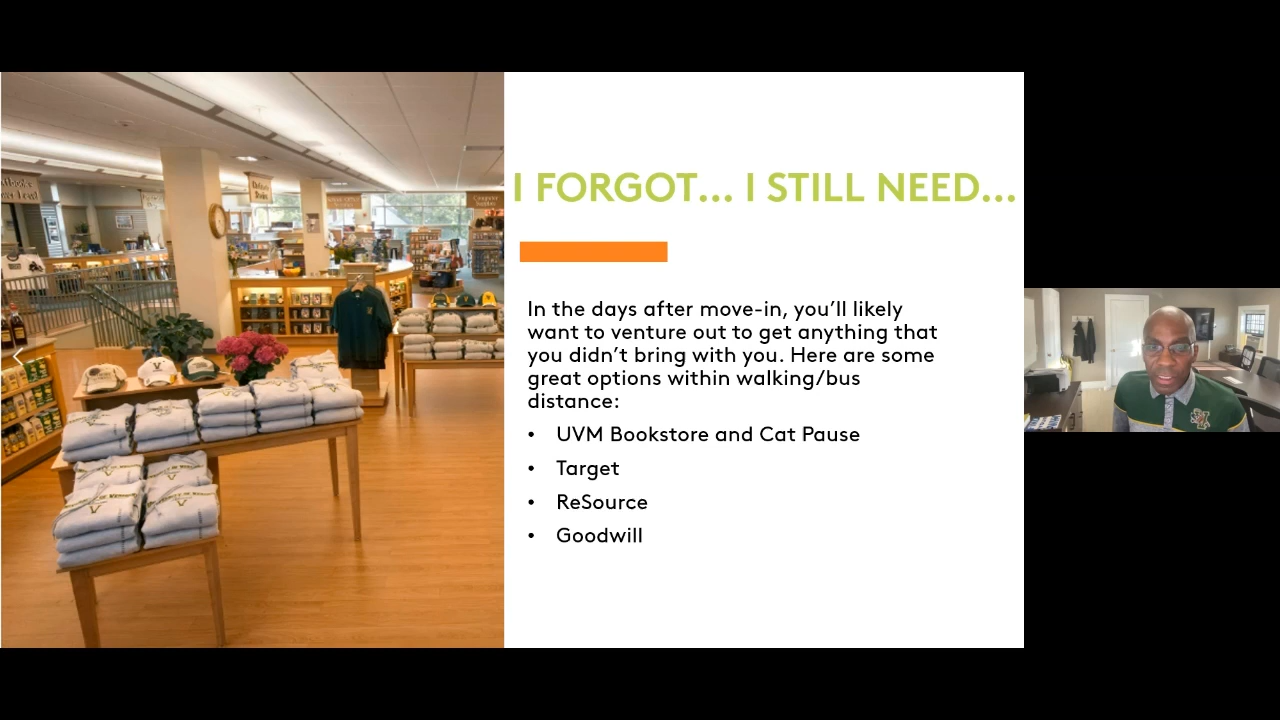 I FORGOT... I STILL NEED...
In the days after move-in, you’ll likely
want to venture out to get anything that
you didn’t bring with you. Here are some
great options within walking/bus
distance:
• UVM Bookstore and Cat Pause
• Target
• ReSource
• Goodwill